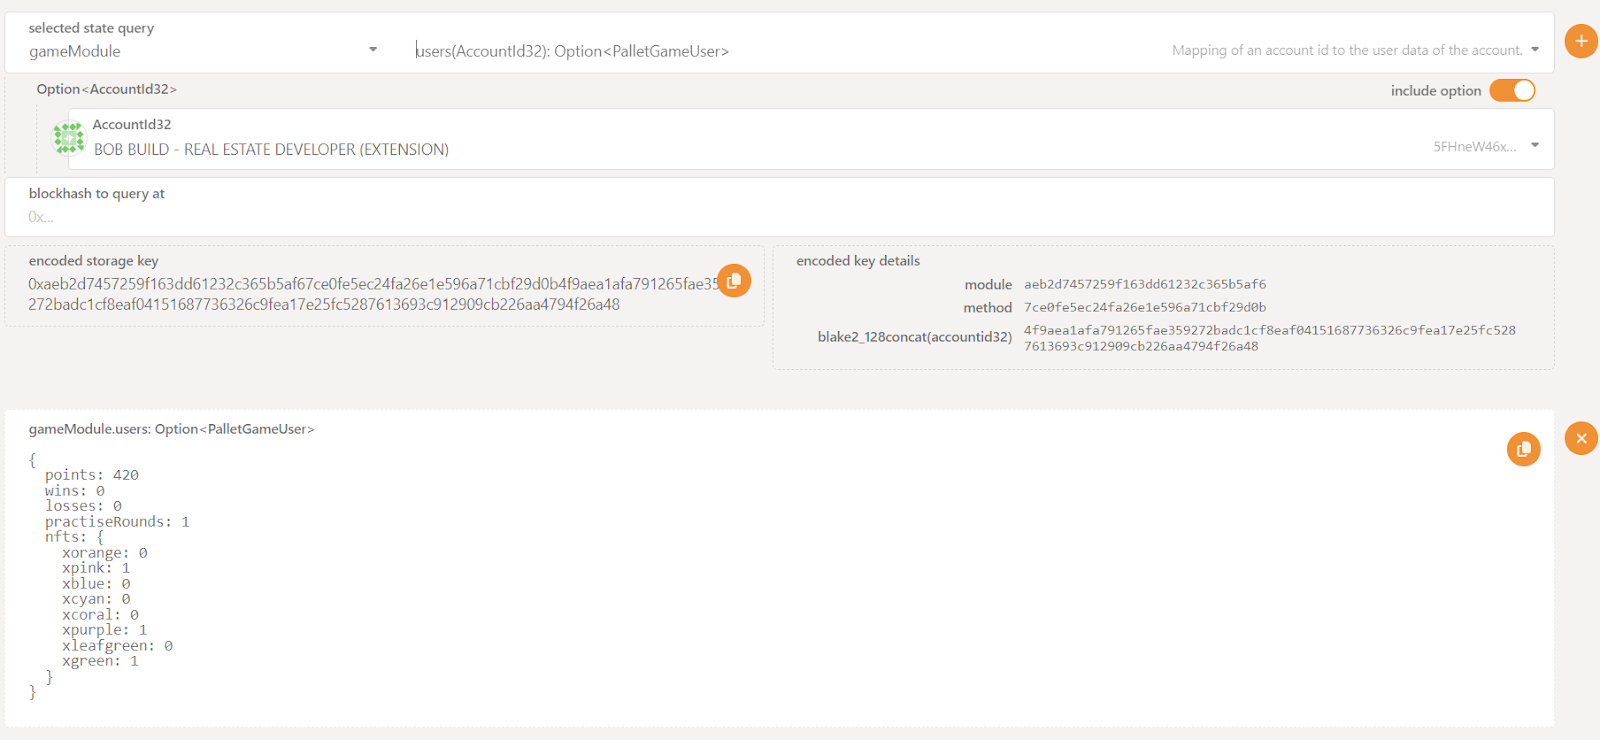 selected state query
gameModule
users(AccountId32): Option<PalletGameUser>
Mapping of an account id to the user data of the account.
Option<AccountId32>
include option
AccountId32
BOB BUILD - REAL ESTATE DEVELOPER (EXTENSION)
5FHneW46x...
blockhash to query at
0x...
encoded storage key
0xaeb2d7457259f163dd61232c365b5af67ce0fe5ec24fa26e1e596a71cbf29d0b4f9aea1afa791265fae35
272badc1cf8eaf04151687736326c9fea17e25fc5287613693c912909cb226aa4794f26a48
encoded key details
module aeb2d7457259f163dd61232c365b5af6
method 7ce0fe5ec24fa26e1e596a71cbf29d0b
blake2_128concat(accountid32) 4f9aea1afa791265fae359272badc1cf8eaf04151687736326c9fea17e25fc528
7613693c912909cb226aa4794f26a48
gameModule.users: Option<PalletGameUser>
{
points: 420
wins: 0
losses: 0
practiseRounds: 1
nfts: {
xorange: 0
xpink: 1
xblue: 0
xcyan: 0
xcoral: 0
xpurple: 1
xleafgreen: 0
xgreen: 1
}
}